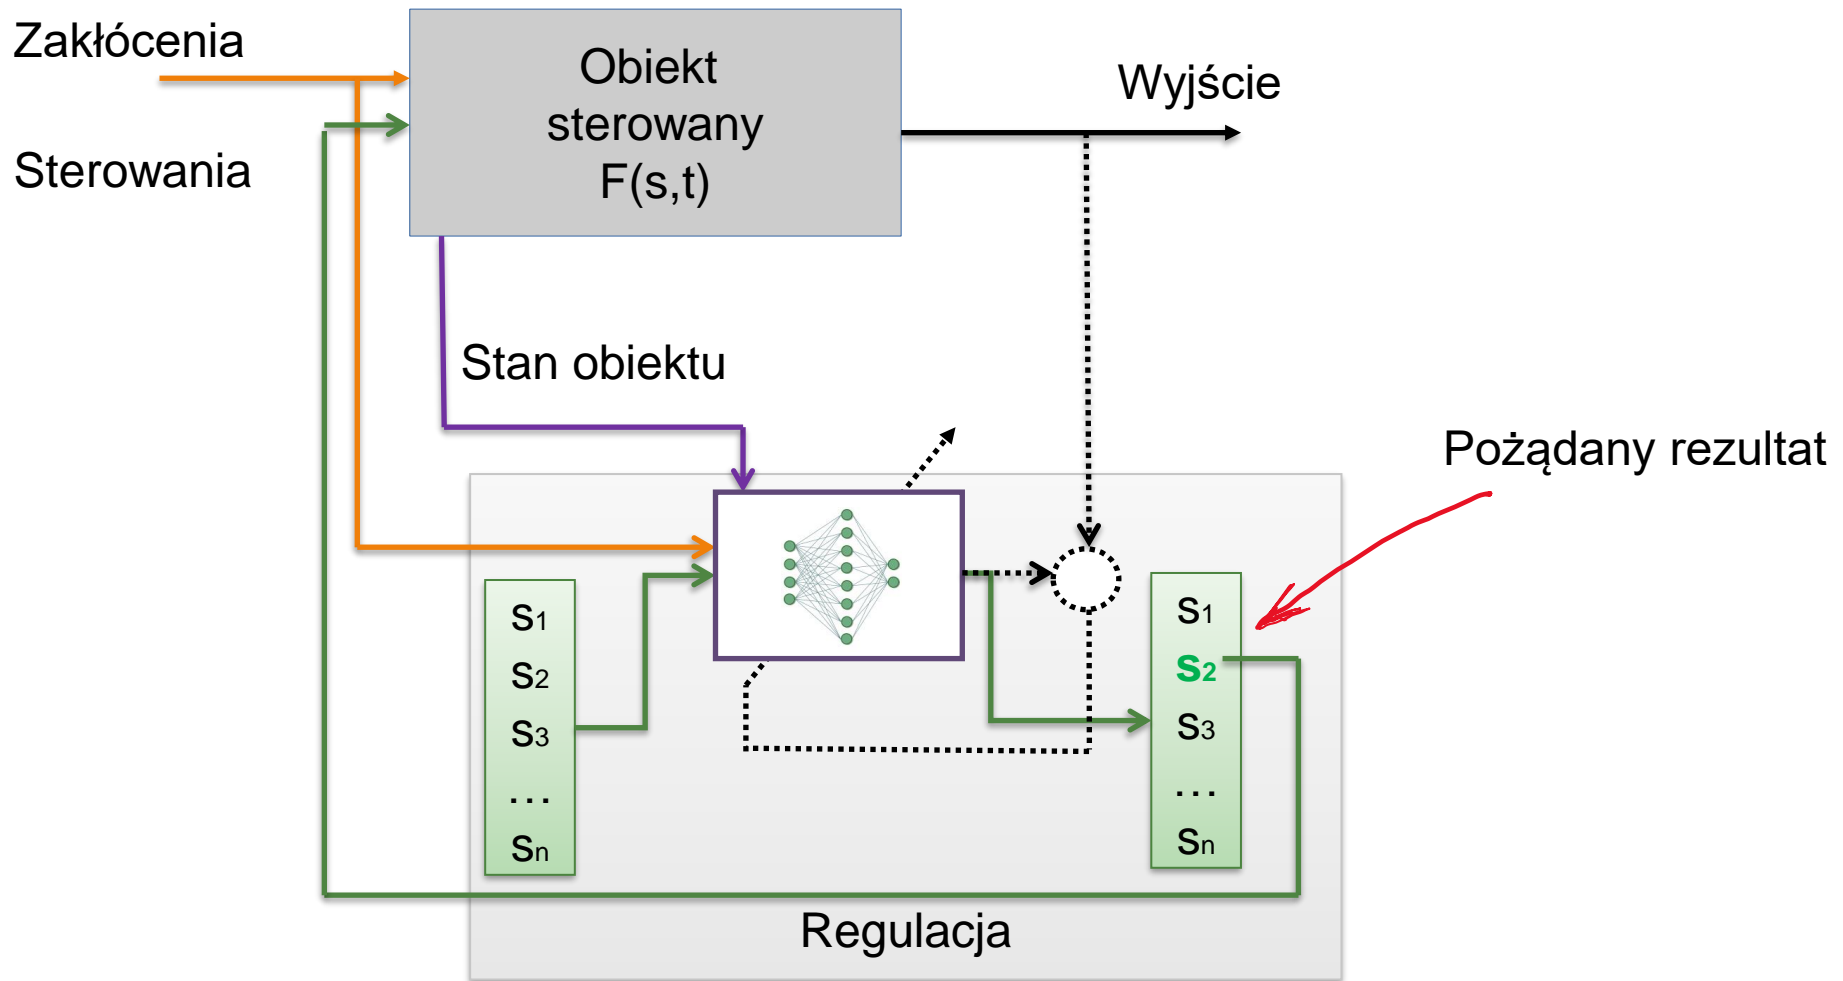 Zakłócenia
Obiekt
sterowany
F(s,t)
Wyjście
Sterowania
Stan obiektu
Pożądany rezultat
s1
s2
s3
...
sn
s1
s2
s3
...
sn
Regulacja